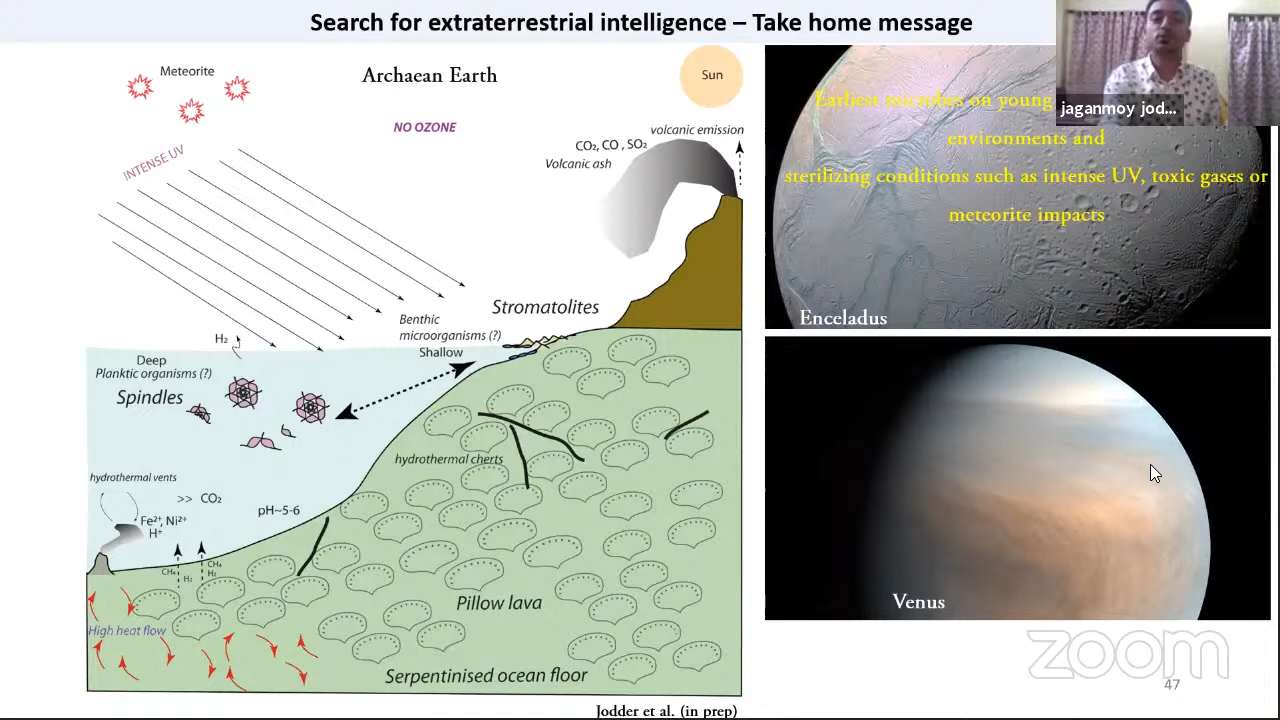 Search for extraterrestrial intelligence – Take home message
Meteorite
Archaean Earth
Sun
NO OZONE
INTENSE UV
volcanic emission
CO₂, CO , SO₂
Volcanic ash
Stromatolites
Benthic
microorganisms (?)
Shallow
H₂
Deep
Planktic organisms (?)
Spindles
hydrothermal vents
>> CO₂
Fe²⁺, Ni²⁺
H⁺
pH~5-6
CH₄
H₂
CH₄
H₂
hydrothermal cherts
High heat flow
Pillow lava
Serpentinised ocean floor
Jodder et al. (in prep)
Earliest microbes on young
environments and
sterilizing conditions such as intense UV, toxic gases or
meteorite impacts
jaganmoy jod...
Enceladus
Venus
zoom
47